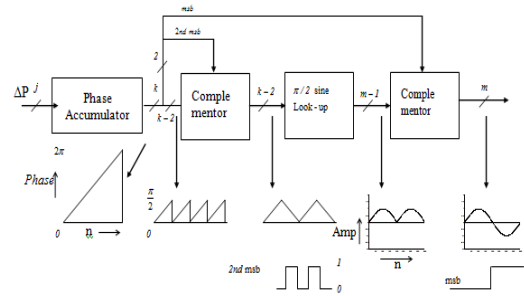 msb
2nd msb
2
ΔP
j
Phase
Accumulator
k
k-2
Comple
mentor
k-2
π/2 sine
Look-up
m-1
Comple
mentor
m
2π
Phase
0
n
π/2
0
Amp
n
2nd msb
1
0
msb